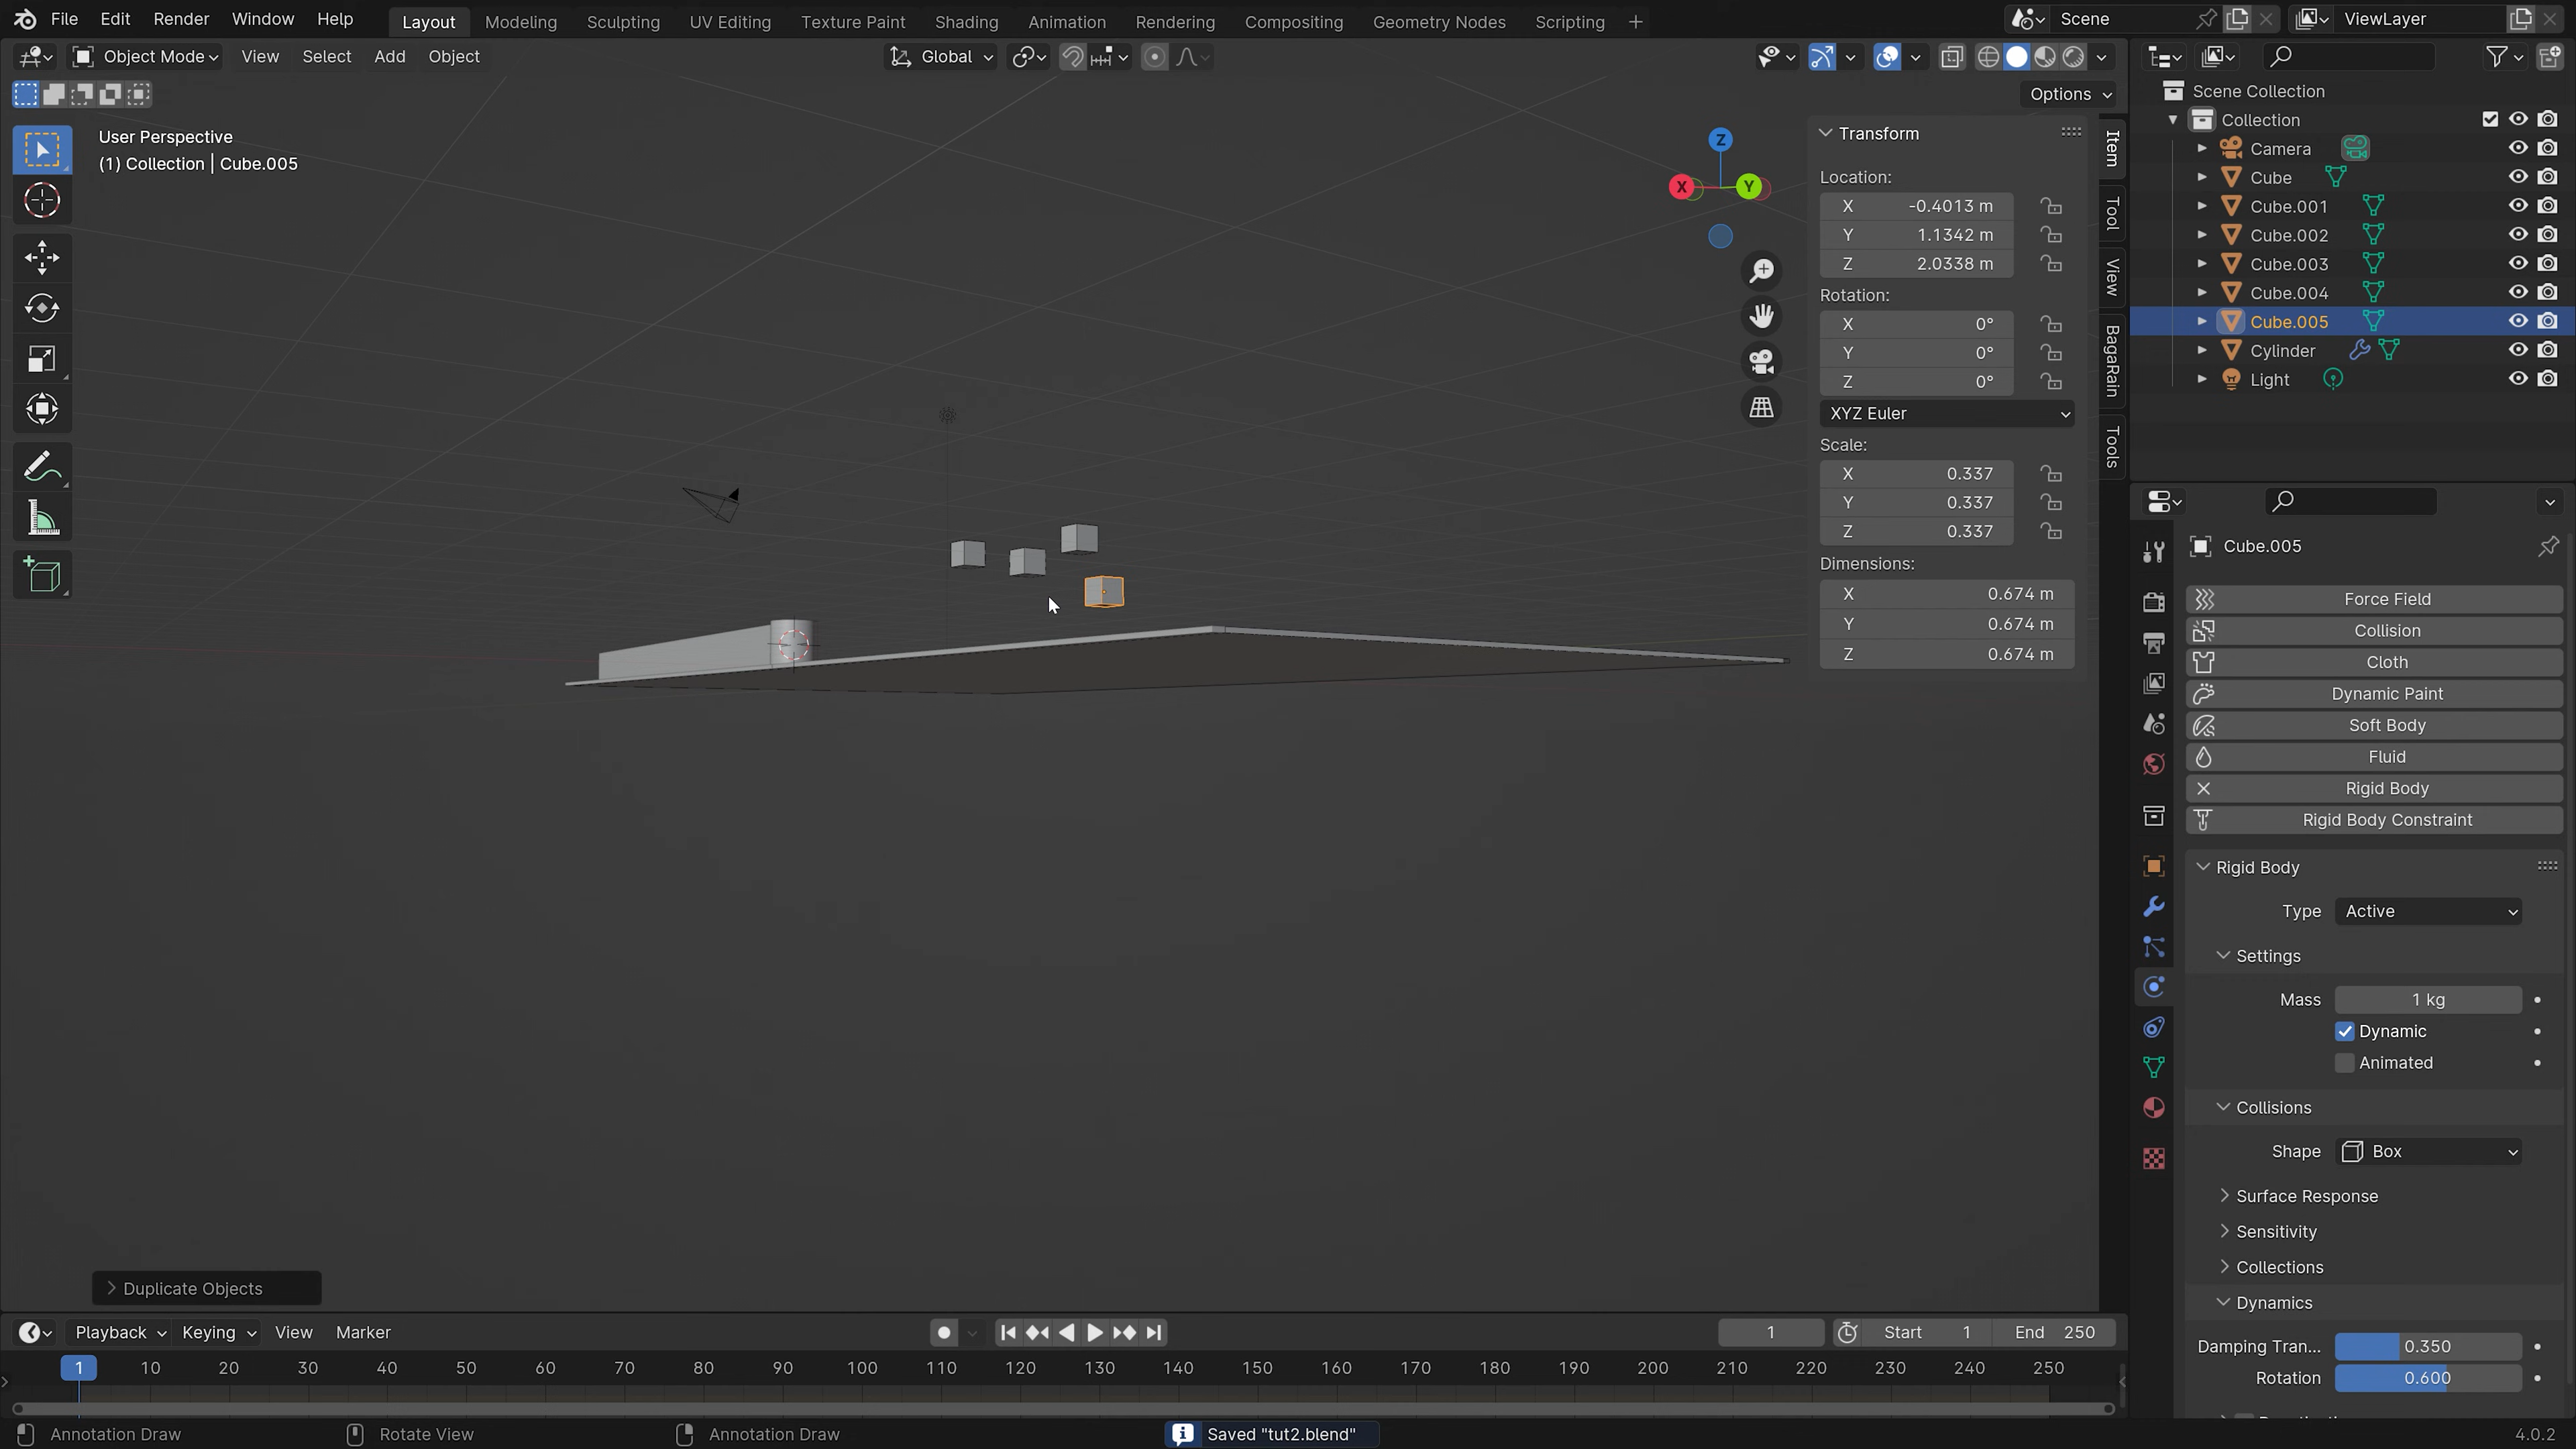 File Edit Render Window Help Layout Modeling Sculpting UV Editing Texture Paint Shading Animation Rendering Compositing Geometry Nodes Scripting + Scene ViewLayer
Object Mode View Select Add Object Global
Options
User Perspective
(1) Collection | Cube.005
Z
X
Y
Transform
Location:
X -0.4013 m
Y 1.1342 m
Z 2.0338 m
Rotation:
X 0°
Y 0°
Z 0°
XYZ Euler
Scale:
X 0.337
Y 0.337
Z 0.337
Dimensions:
X 0.674 m
Y 0.674 m
Z 0.674 m
Item
Tool
View
BagaRain
Tools
Scene Collection
Collection
Camera
Cube
Cube.001
Cube.002
Cube.003
Cube.004
Cube.005
Cylinder
Light
Cube.005
Force Field
Collision
Cloth
Dynamic Paint
Soft Body
Fluid
Rigid Body
Rigid Body Constraint
Rigid Body
Type Active
Settings
Mass 1 kg
Dynamic
Animated
Collisions
Shape Box
Surface Response
Sensitivity
Collections
Dynamics
Damping Tran... 0.350
Rotation 0.600
Duplicate Objects
Playback Keying View Marker 1 Start 1 End 250
1 10 20 30 40 50 60 70 80 90 100 110 120 130 140 150 160 170 180 190 200 210 220 230 240 250
Annotation Draw Rotate View Annotation Draw Saved "tut2.blend" 4.0.2